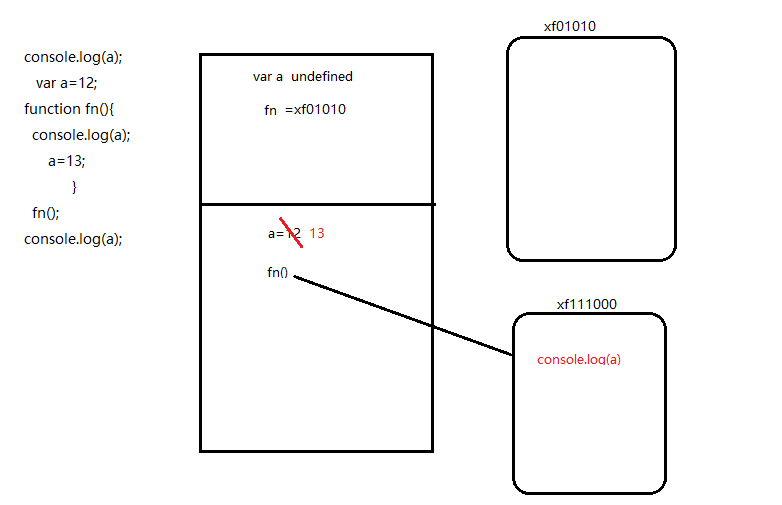 console.log(a);
var a=12;
function fn(){
console.log(a);
a=13;
}
fn();
console.log(a);
var a undefined
fn =xf01010
a=12 13
fn()
xf01010
xf111000
console.log(a)